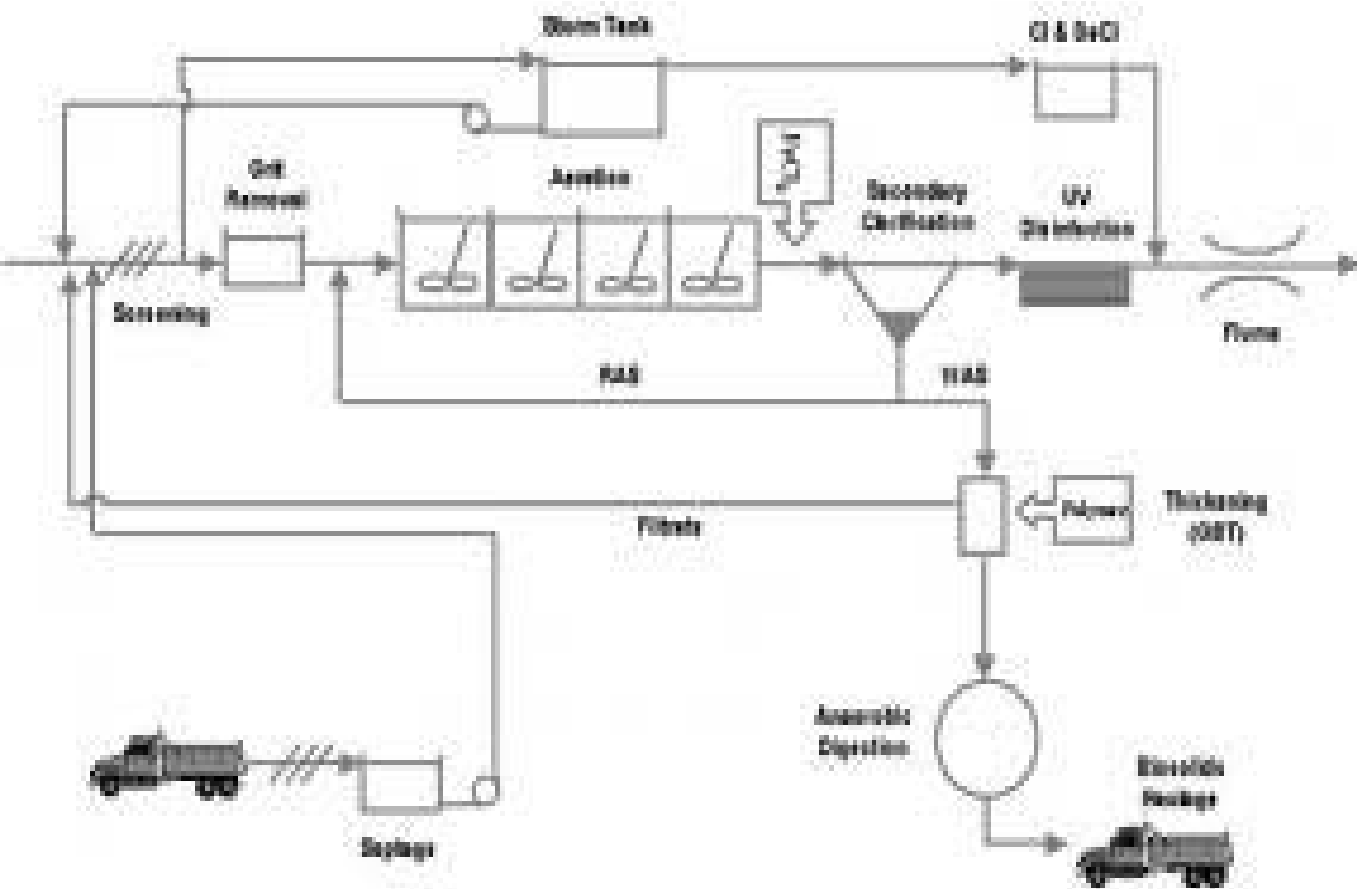 Storm Tank
Cl & DeCl
Grit
Removal
Aeration
Secondary
Clarification
UV
Disinfection
Screening
Flume
RAS
WAS
Filtrate
Polymer
Thickening
(GBT)
Anaerobic
Digestion
Biosolids
Haulage
Septage